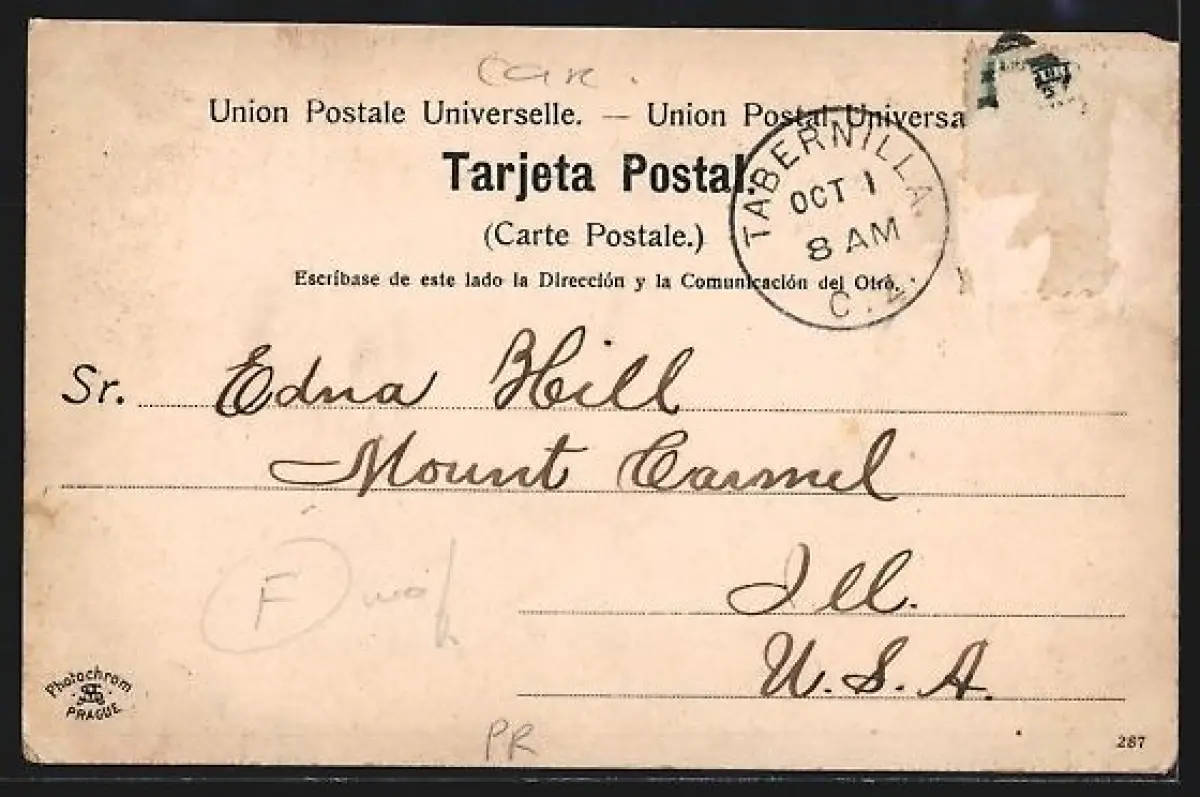 Care.
Union Postale Universelle. — Union Postal Universa
Tarjeta Postal.
(Carte Postale.)
Escríbase de este lado la Dirección y la Comunicación del Otro.
TABERNILLA.
OCT 1
8 AM
C. Z.
Sr. Edna Hill
Mount Carmel
Ill.
U. S. A.
F
Photochrom
PRAGUE
PR
287